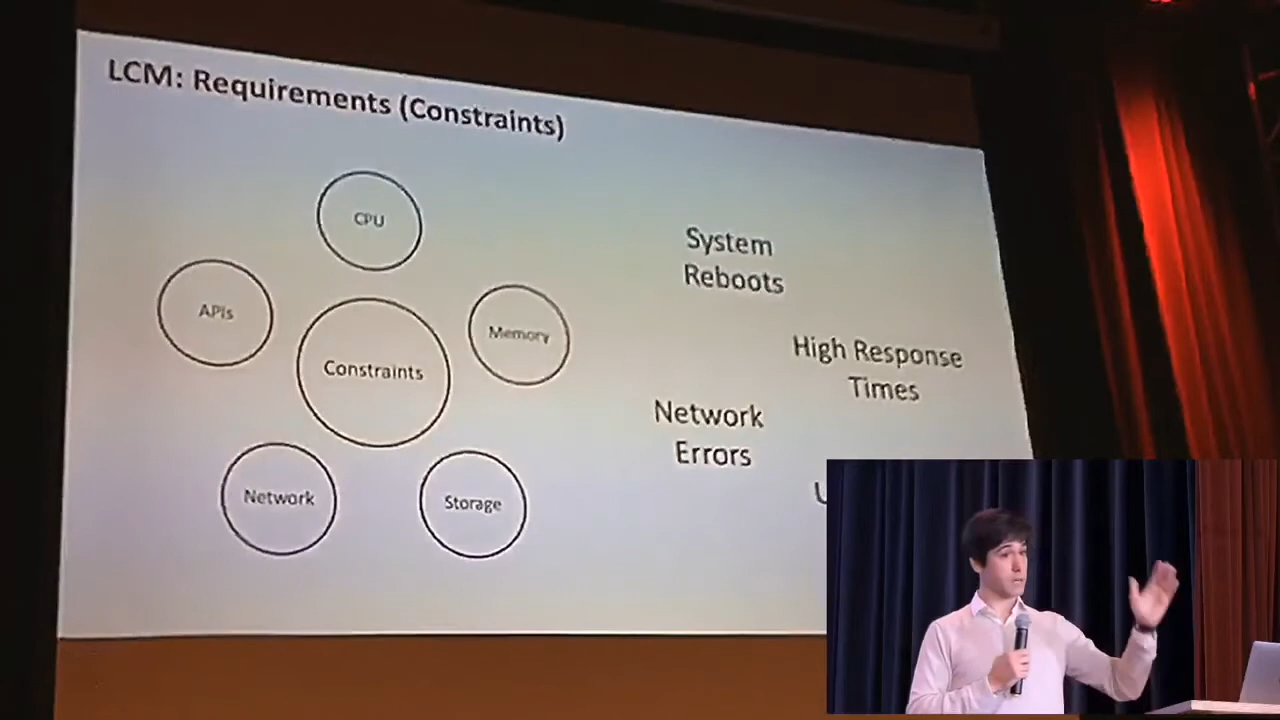 LCM: Requirements (Constraints)
CPU
APIs
Memory
Constraints
Network
Storage
System
Reboots
High Response
Times
Network
Errors